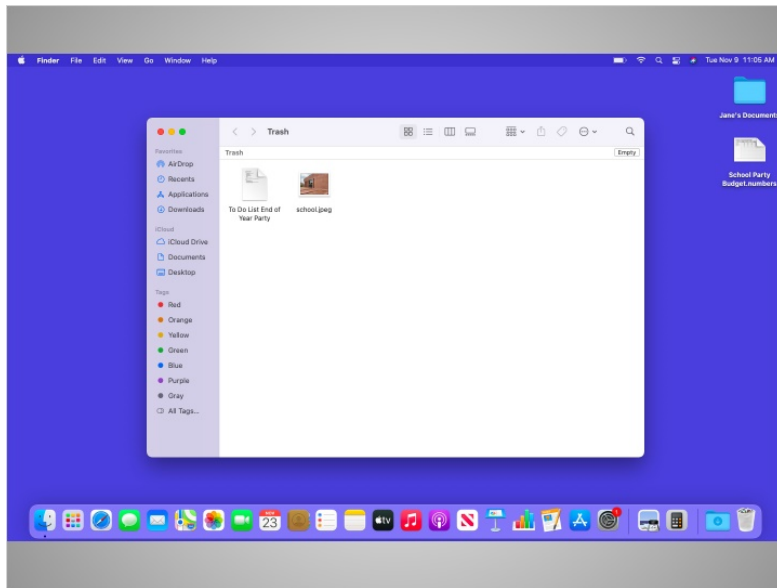 Finder File Edit View Go Window Help
Tue Nov 9 11:05 AM
Jane's Documents
School Party
Budget.numbers
Trash
Trash
Empty
Favorites
AirDrop
Recents
Applications
Downloads
iCloud
iCloud Drive
Documents
Desktop
Tags
Red
Orange
Yellow
Green
Blue
Purple
Gray
All Tags...
To Do List End of
Year Party
school.jpeg
NOV
23
tv
1